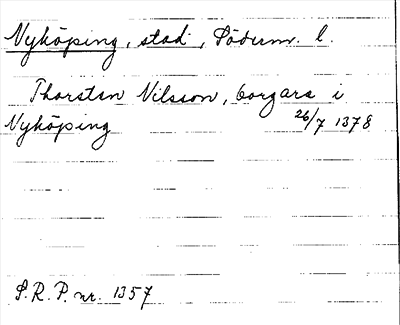 Nyköping, stad, Söderm. l.
Thorsten Nilsson, borgare i
Nyköping 26/7 1378
S.R.P. nr. 1357